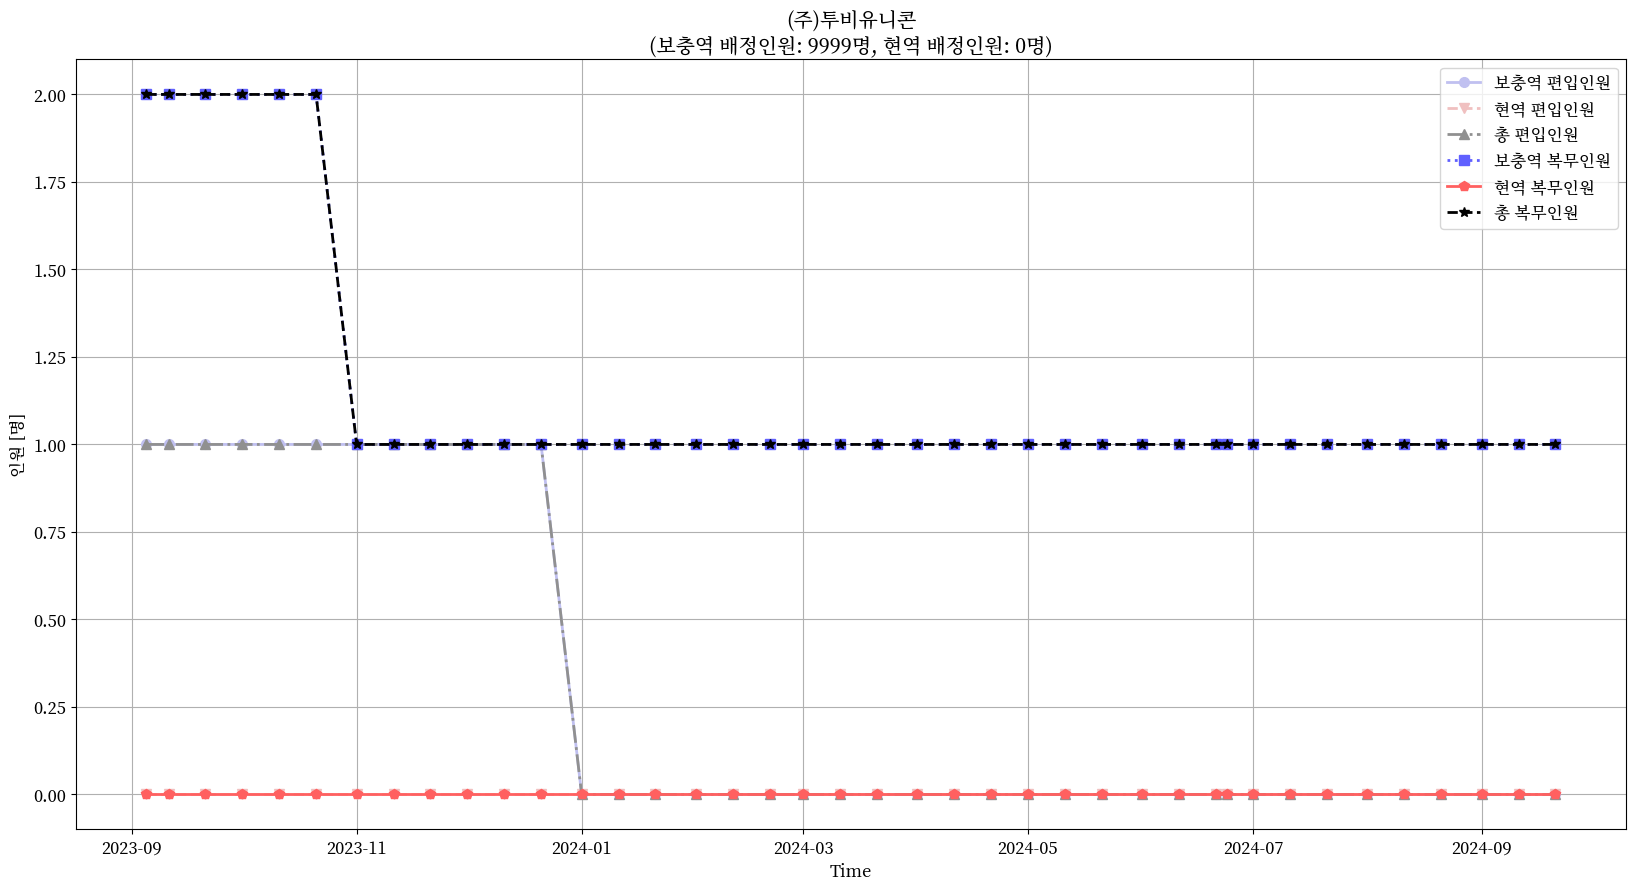 (주)투비유니콘
(보충역 배정인원: 9999명, 현역 배정인원: 0명)
보충역 편입인원
현역 편입인원
총 편입인원
보충역 복무인원
현역 복무인원
총 복무인원
2.00
1.75
1.50
1.25
1.00
0.75
0.50
0.25
0.00
인원 [명]
2023-09
2023-11
2024-01
2024-03
2024-05
2024-07
2024-09
Time